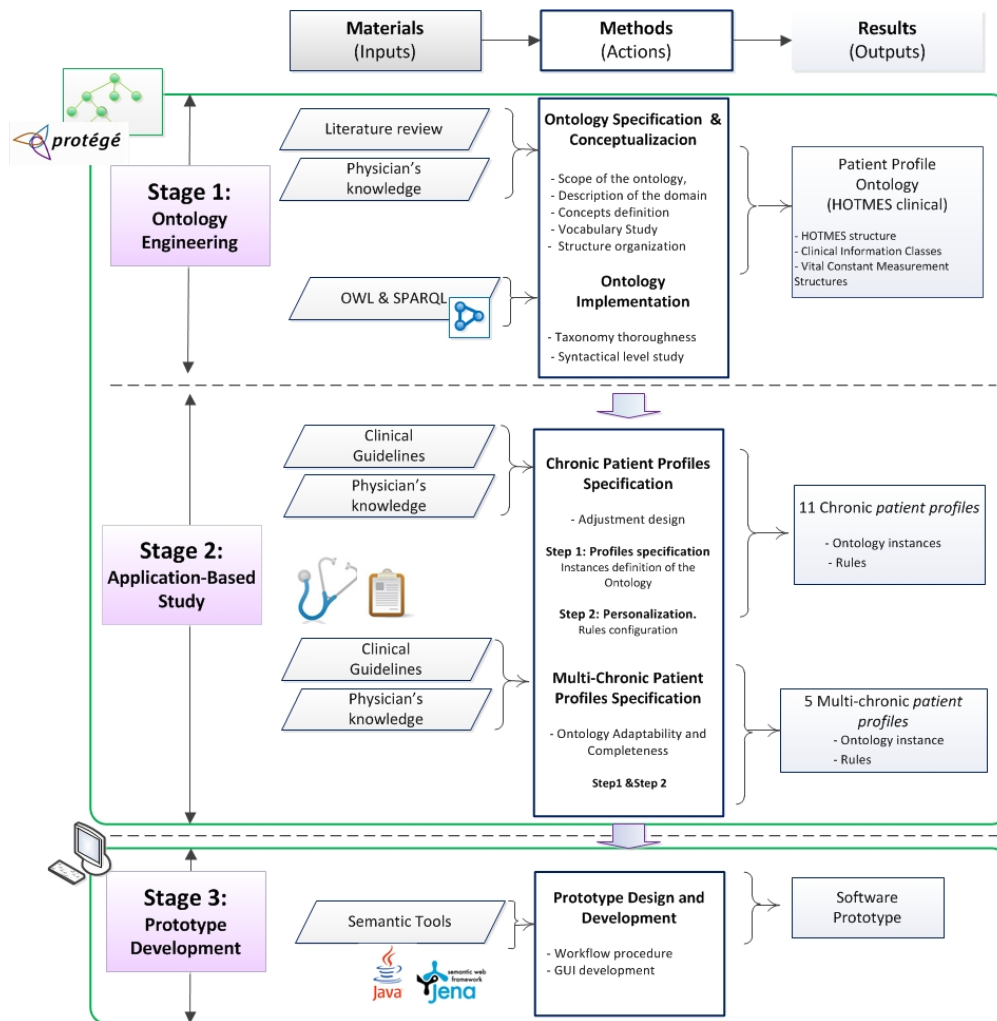 Materials
(Inputs)
Methods
(Actions)
Results
(Outputs)
protégé
Stage 1:
Ontology
Engineering
Literature review
Physician's
knowledge
OWL & SPARQL
Ontology Specification &
Conceptualizacion
- Scope of the ontology,
- Description of the domain
- Concepts definition
- Vocabulary Study
- Structure organization
Ontology
Implementation
- Taxonomy thoroughness
- Syntactical level study
Patient Profile
Ontology
(HOTMES clinical)
- HOTMES structure
- Clinical Information Classes
- Vital Constant Measurement
Structures
Stage 2:
Application-Based
Study
Clinical
Guidelines
Physician's
knowledge
Clinical
Guidelines
Physician's
knowledge
Chronic Patient Profiles
Specification
- Adjustment design
Step 1: Profiles specification
Instances definition of the
Ontology
Step 2: Personalization.
Rules configuration
Multi-Chronic Patient
Profiles Specification
- Ontology Adaptability and
Completeness
Step1 &Step 2
11 Chronic patient profiles
- Ontology instances
- Rules
5 Multi-chronic patient
profiles
- Ontology instance
- Rules
Stage 3:
Prototype
Development
Semantic Tools
Java
semantic web
framework
Jena
Prototype Design and
Development
- Workflow procedure
- GUI development
Software
Prototype